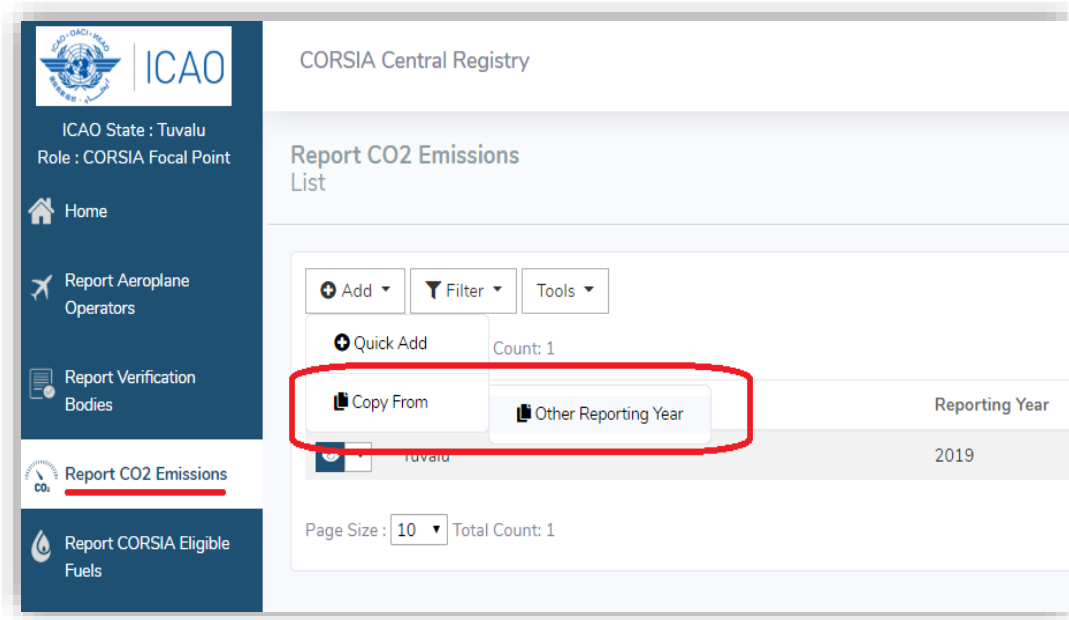 ICAO
CORSIA Central Registry
ICAO State : Tuvalu
Role : CORSIA Focal Point
Home
Report Aeroplane
Operators
Report Verification
Bodies
Report CO2 Emissions
CO₂
Report CORSIA Eligible
Fuels
Report CO2 Emissions
List
Add
Filter
Tools
Quick Add
Count: 1
Copy From
Other Reporting Year
Reporting Year
Tuvalu
2019
Page Size : 10 Total Count: 1